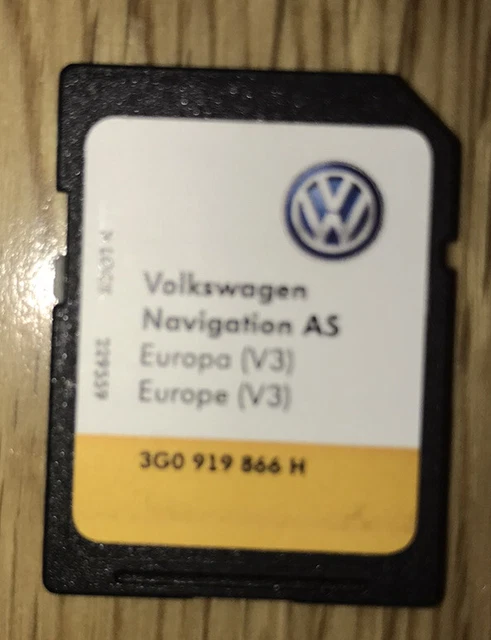 Volkswagen
Navigation AS
Europa (V3)
Europe (V3)
3G0 919 866 H